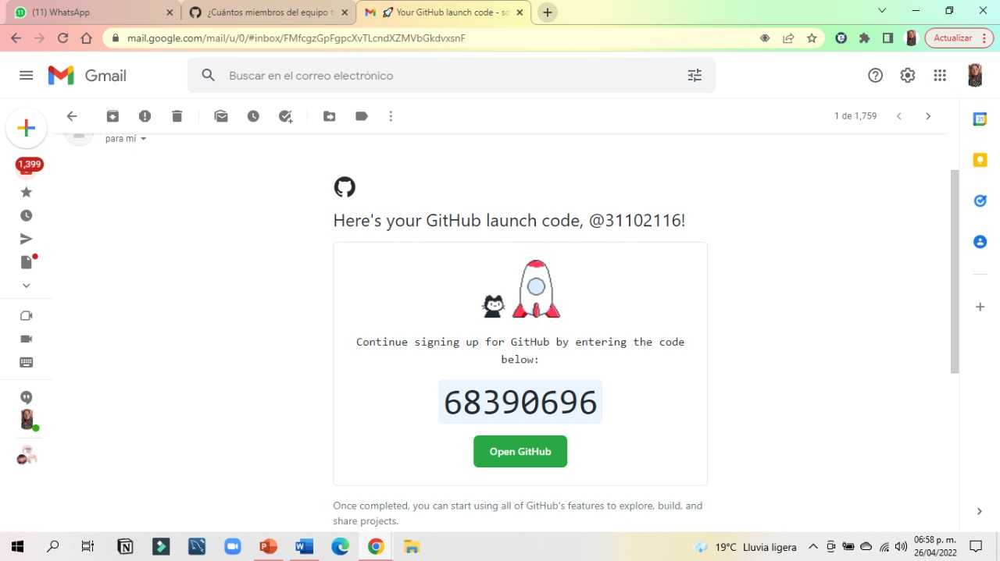 (11) WhatsApp
¿Cuántos miembros del equipo t
🚀 Your GitHub launch code - so
mail.google.com/mail/u/0/#inbox/FMfcgzGpFgpcXvTLcndXZMVbGkdvxsnF
Actualizar
Gmail
Buscar en el correo electrónico
1 de 1,759
para mí
1,399
Here's your GitHub launch code, @31102116!
Continue signing up for GitHub by entering the code
below:
68390696
Open GitHub
Once completed, you can start using all of GitHub's features to explore, build, and
share projects.
19°C Lluvia ligera
06:58 p. m.
26/04/2022